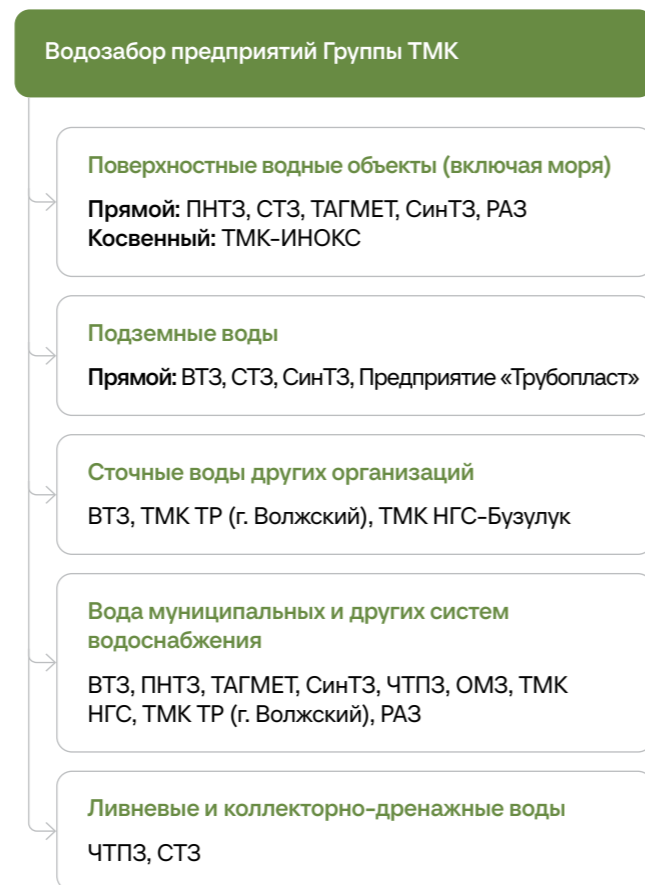 Водозабор предприятий Группы ТМК
Поверхностные водные объекты (включая моря)
Прямой: ПНТЗ, СТЗ, ТАГМЕТ, СинТЗ, РАЗ
Косвенный: ТМК-ИНОКС
Подземные воды
Прямой: ВТЗ, СТЗ, СинТЗ, Предприятие «Трубопласт»
Сточные воды других организаций
ВТЗ, ТМК ТР (г. Волжский), ТМК НГС-Бузулук
Вода муниципальных и других систем
водоснабжения
ВТЗ, ПНТЗ, ТАГМЕТ, СинТЗ, ЧТПЗ, ОМЗ, ТМК
НГС, ТМК ТР (г. Волжский), РАЗ
Ливневые и коллекторно-дренажные воды
ЧТПЗ, СТЗ